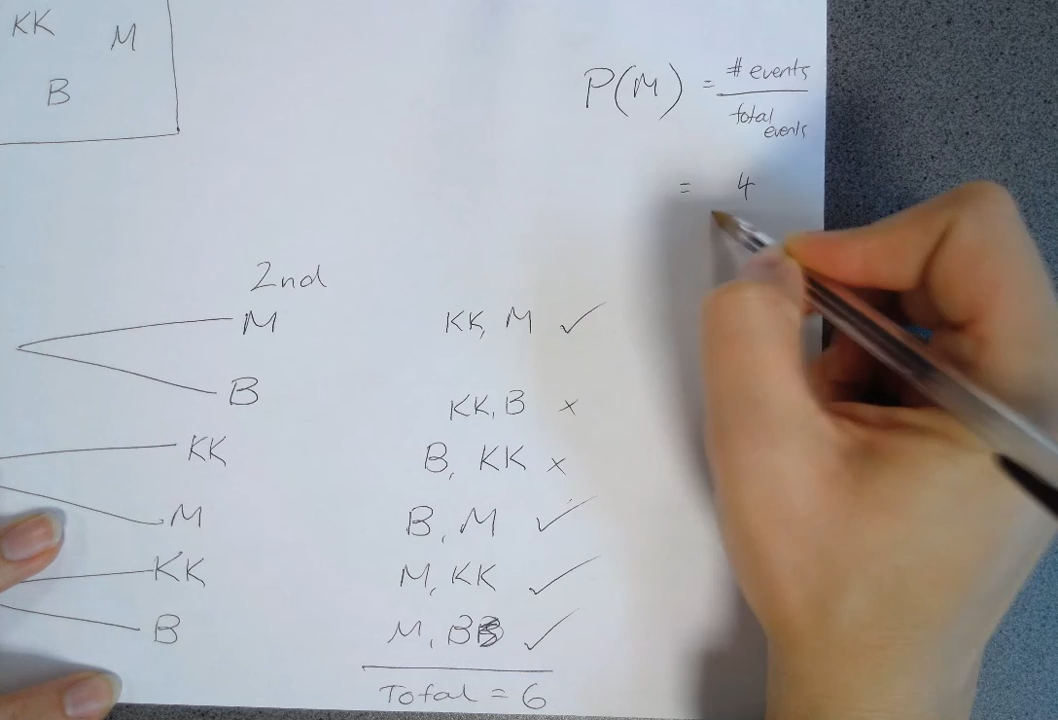 KK M
B
P(M) = # events
total events
= 4
2nd
M
KK, M ✓
B
KK, B x
KK
B, KK x
M
B, M ✓
KK
M, KK ✓
B
M, B ✓
Total = 6